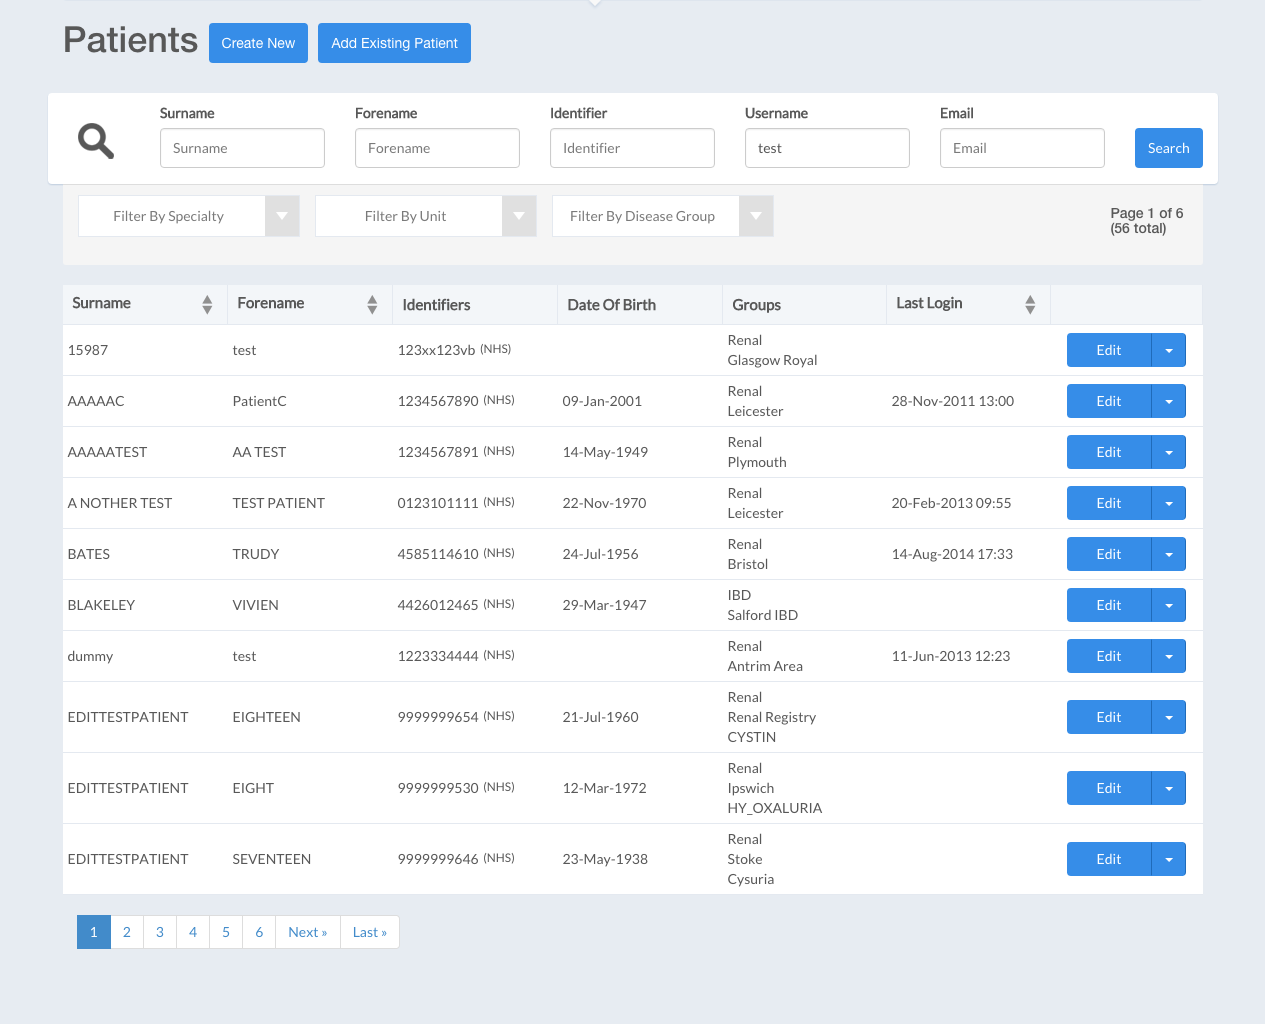 Patients Create New Add Existing Patient
Surname Forename Identifier Username Email
Surname Forename Identifier test Email Search
Filter By Specialty Filter By Unit Filter By Disease Group Page 1 of 6
(56 total)
Surname Forename Identifiers Date Of Birth Groups Last Login
15987 test 123xx123vb (NHS) Renal Edit
Glasgow Royal
AAAAAC PatientC 1234567890 (NHS) 09-Jan-2001 Renal 28-Nov-2011 13:00 Edit
Leicester
AAAAATEST AA TEST 1234567891 (NHS) 14-May-1949 Renal Edit
Plymouth
A NOTHER TEST TEST PATIENT 0123101111 (NHS) 22-Nov-1970 Renal 20-Feb-2013 09:55 Edit
Leicester
BATES TRUDY 4585114610 (NHS) 24-Jul-1956 Renal 14-Aug-2014 17:33 Edit
Bristol
BLAKELEY VIVIEN 4426012465 (NHS) 29-Mar-1947 IBD Edit
Salford IBD
dummy test 1223334444 (NHS) Renal 11-Jun-2013 12:23 Edit
Antrim Area
Renal
EDITTESTPATIENT EIGHTEEN 9999999654 (NHS) 21-Jul-1960 Renal Registry Edit
CYSTIN
Renal
EDITTESTPATIENT EIGHT 9999999530 (NHS) 12-Mar-1972 Ipswich Edit
HY_OXALURIA
Renal
EDITTESTPATIENT SEVENTEEN 9999999646 (NHS) 23-May-1938 Stoke Edit
Cysuria
1 2 3 4 5 6 Next » Last »